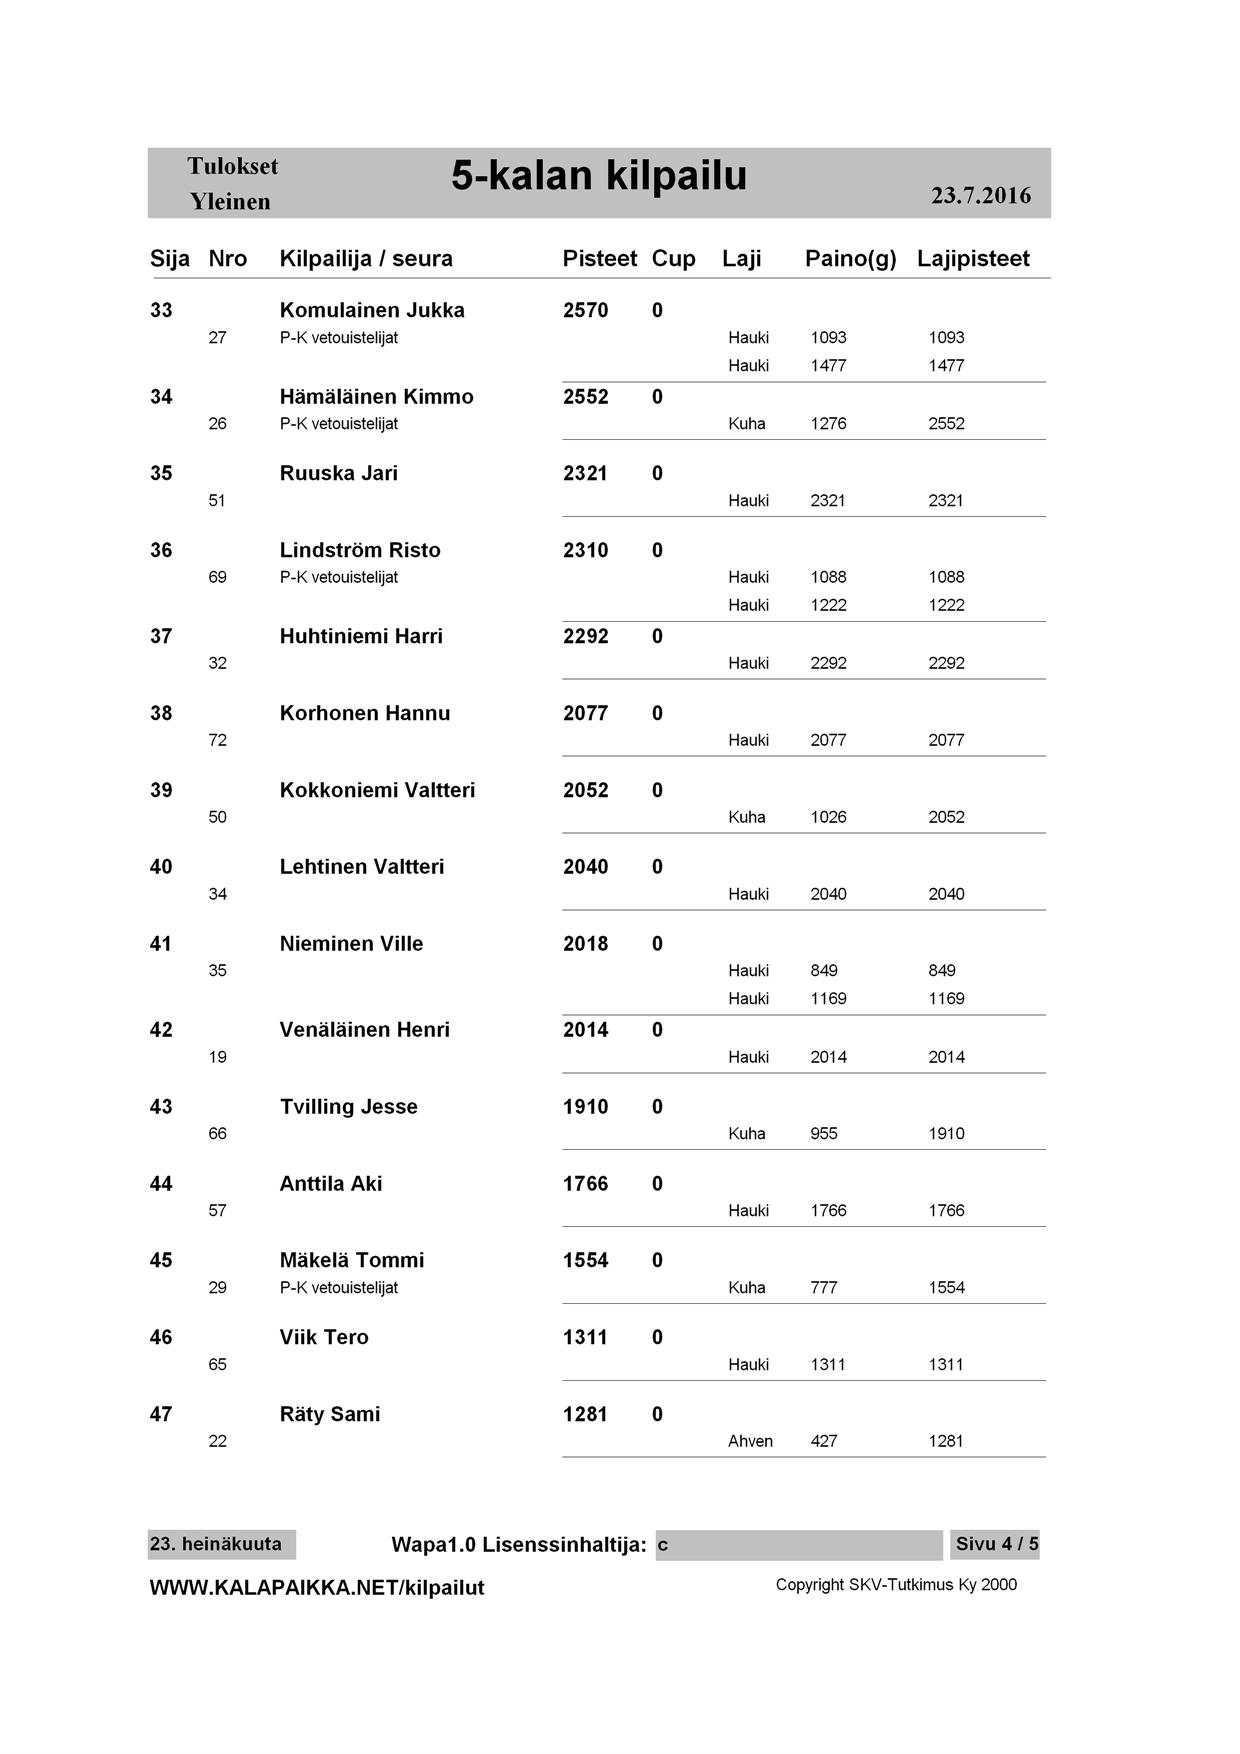 Tulokset
Yleinen
5-kalan kilpailu
23.7.2016
Sija Nro Kilpailija / seura Pisteet Cup Laji Paino(g) Lajipisteet
33 Komulainen Jukka 2570 0
27 P-K vetouistelijat Hauki 1093 1093
Hauki 1477 1477
34 Hämäläinen Kimmo 2552 0
26 P-K vetouistelijat Kuha 1276 2552
35 Ruuska Jari 2321 0
51 Hauki 2321 2321
36 Lindström Risto 2310 0
69 P-K vetouistelijat Hauki 1088 1088
Hauki 1222 1222
37 Huhtiniemi Harri 2292 0
32 Hauki 2292 2292
38 Korhonen Hannu 2077 0
72 Hauki 2077 2077
39 Kokkoniemi Valtteri 2052 0
50 Kuha 1026 2052
40 Lehtinen Valtteri 2040 0
34 Hauki 2040 2040
41 Nieminen Ville 2018 0
35 Hauki 849 849
Hauki 1169 1169
42 Venäläinen Henri 2014 0
19 Hauki 2014 2014
43 Tvilling Jesse 1910 0
66 Kuha 955 1910
44 Anttila Aki 1766 0
57 Hauki 1766 1766
45 Mäkelä Tommi 1554 0
29 P-K vetouistelijat Kuha 777 1554
46 Viik Tero 1311 0
65 Hauki 1311 1311
47 Räty Sami 1281 0
22 Ahven 427 1281
23. heinäkuuta Wapa1.0 Lisenssinhaltija: c Sivu 4 / 5
WWW.KALAPAIKKA.NET/kilpailut Copyright SKV-Tutkimus Ky 2000